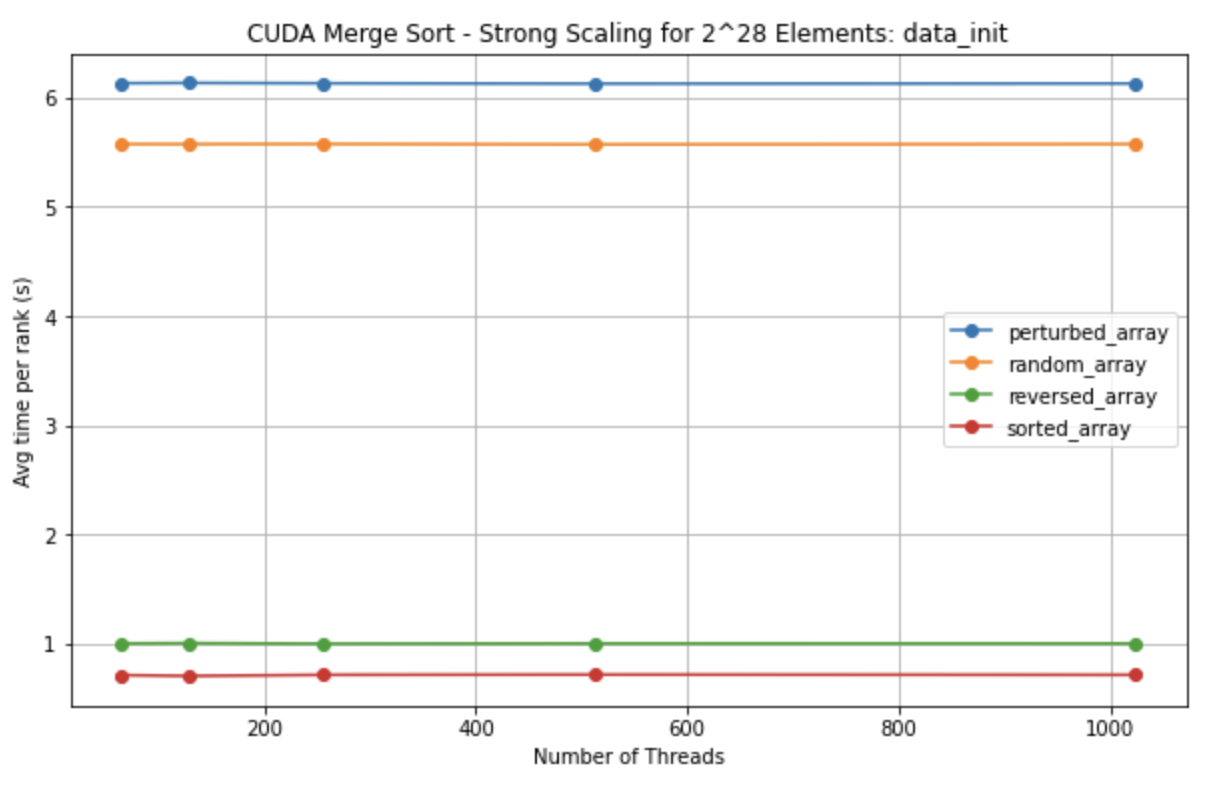 CUDA Merge Sort - Strong Scaling for 2^28 Elements: data_init
Avg time per rank (s)
6
5
4
3
2
1
perturbed_array
random_array
reversed_array
sorted_array
200 400 600 800 1000
Number of Threads